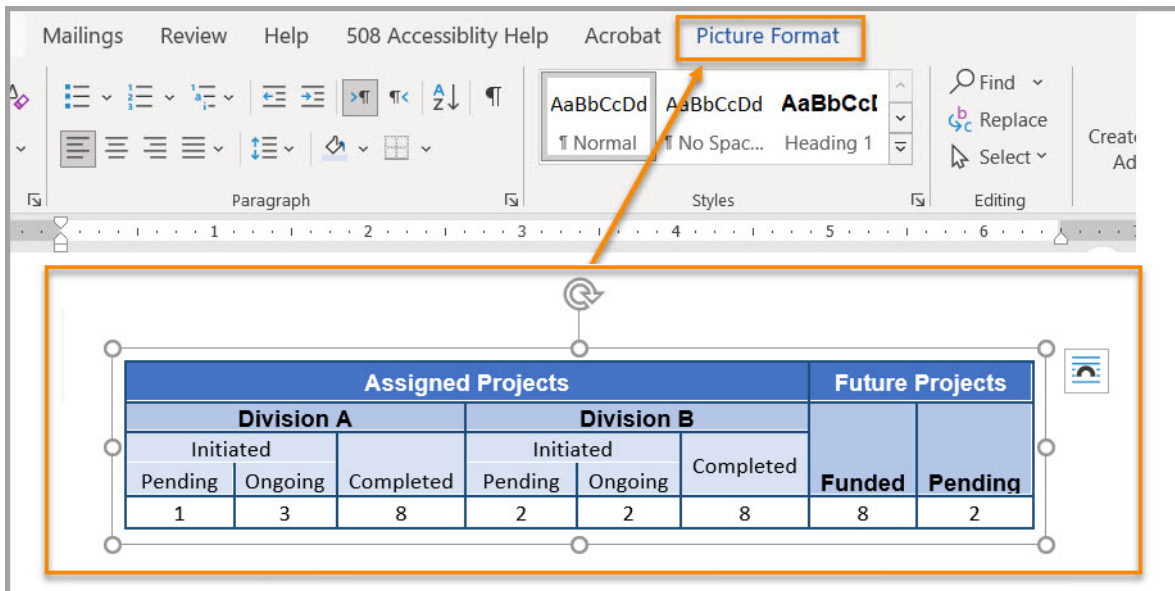 Mailings Review Help 508 Accessiblity Help Acrobat Picture Format
AaBbCcDd AaBbCcDd AaBbCcI
¶ Normal ¶ No Spac... Heading 1
Find
Replace
Select
Create
Ad
Paragraph Styles Editing
1 2 3 4 5 6
Assigned Projects Future Projects
Division A Division B
Initiated Initiated
Completed
Pending Ongoing Completed Pending Ongoing Funded Pending
1 3 8 2 2 8 8 2